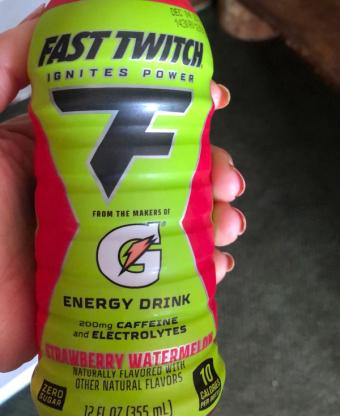 FAST TWITCH
IGNITES POWER
FROM THE MAKERS OF
G
ENERGY DRINK
200mg CAFFEINE
and ELECTROLYTES
STRAWBERRY WATERMELON
NATURALLY FLAVORED WITH
OTHER NATURAL FLAVORS
ZERO
SUGAR
10
CALORIES
12 FL OZ (355 mL)